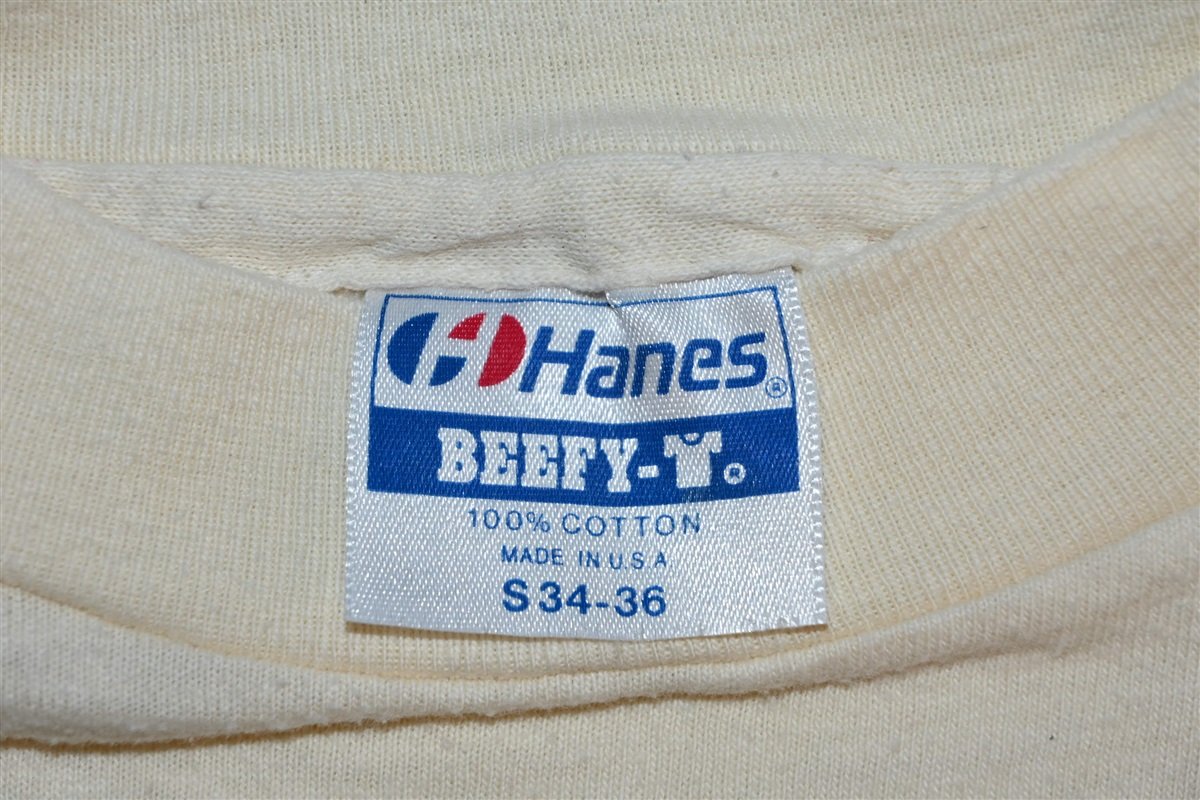 Hanes®
BEEFY-T®
100% COTTON
MADE IN U.S.A
S 34-36